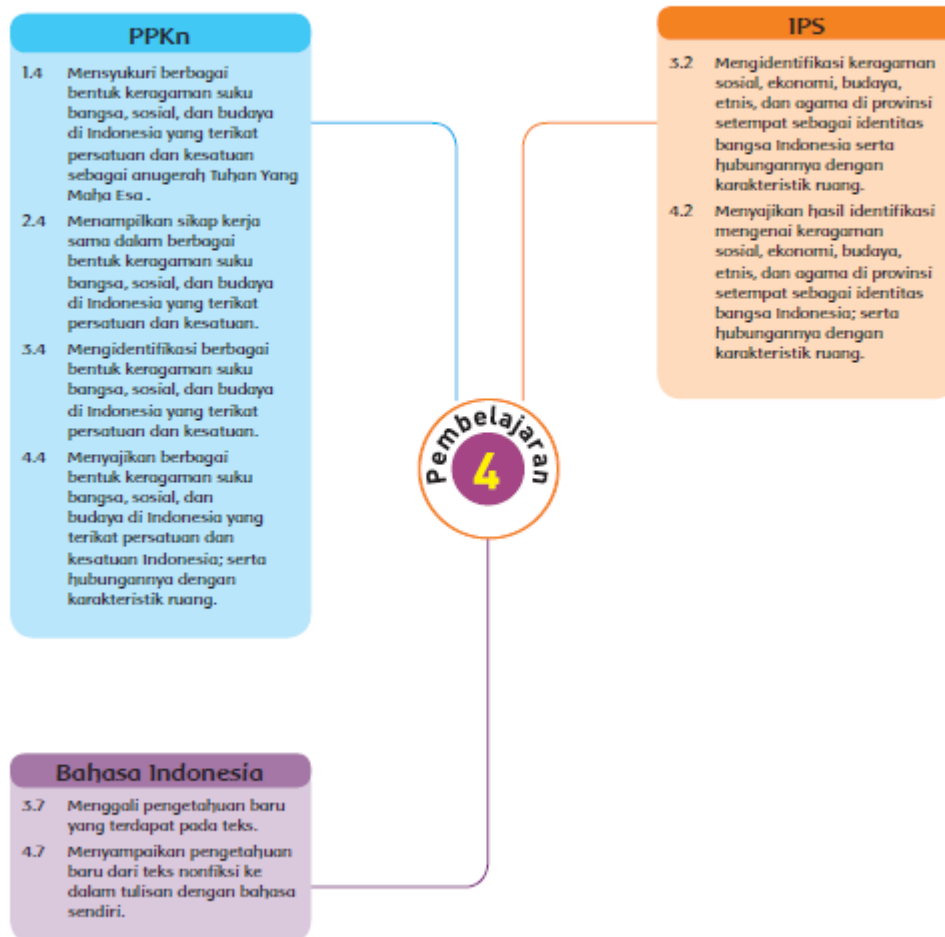 PPKn
1.4 Mensyukuri berbagai
bentuk keragaman suku
bangsa, sosial, dan budaya
di Indonesia yang terikat
persatuan dan kesatuan
sebagai anugerah Tuhan Yang
Maha Esa .
2.4 Menampilkan sikap kerja
sama dalam berbagai
bentuk keragaman suku
bangsa, sosial, dan budaya
di Indonesia yang terikat
persatuan dan kesatuan.
3.4 Mengidentifikasi berbagai
bentuk keragaman suku
bangsa, sosial, dan budaya
di Indonesia yang terikat
persatuan dan kesatuan.
4.4 Menyajikan berbagai
bentuk keragaman suku
bangsa, sosial, dan
budaya di Indonesia yang
terikat persatuan dan
kesatuan Indonesia; serta
hubungannya dengan
karakteristik ruang.
IPS
3.2 Mengidentifikasi keragaman
sosial, ekonomi, budaya,
etnis, dan agama di provinsi
setempat sebagai identitas
bangsa Indonesia serta
hubungannya dengan
karakteristik ruang.
4.2 Menyajikan hasil identifikasi
mengenai keragaman
sosial, ekonomi, budaya,
etnis, dan agama di provinsi
setempat sebagai identitas
bangsa Indonesia; serta
hubungannya dengan
karakteristik ruang.
Pembelajaran
4
Bahasa Indonesia
3.7 Menggali pengetahuan baru
yang terdapat pada teks.
4.7 Menyampaikan pengetahuan
baru dari teks nonfiksi ke
dalam tulisan dengan bahasa
sendiri.